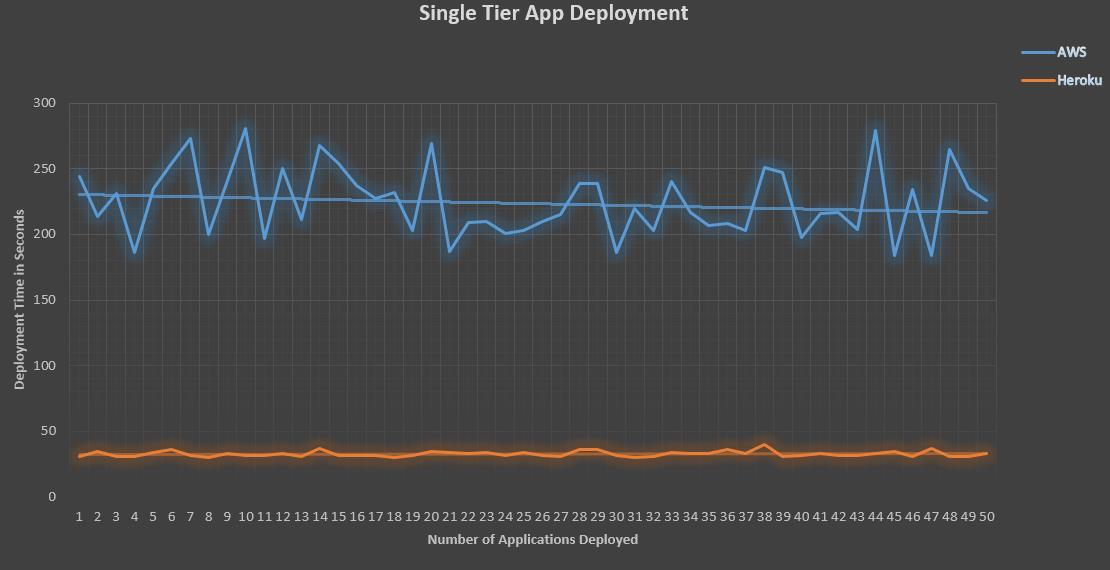 Single Tier App Deployment
AWS
Heroku
300
250
200
150
100
50
0
Deployment Time in Seconds
1 2 3 4 5 6 7 8 9 10 11 12 13 14 15 16 17 18 19 20 21 22 23 24 25 26 27 28 29 30 31 32 33 34 35 36 37 38 39 40 41 42 43 44 45 46 47 48 49 50
Number of Applications Deployed